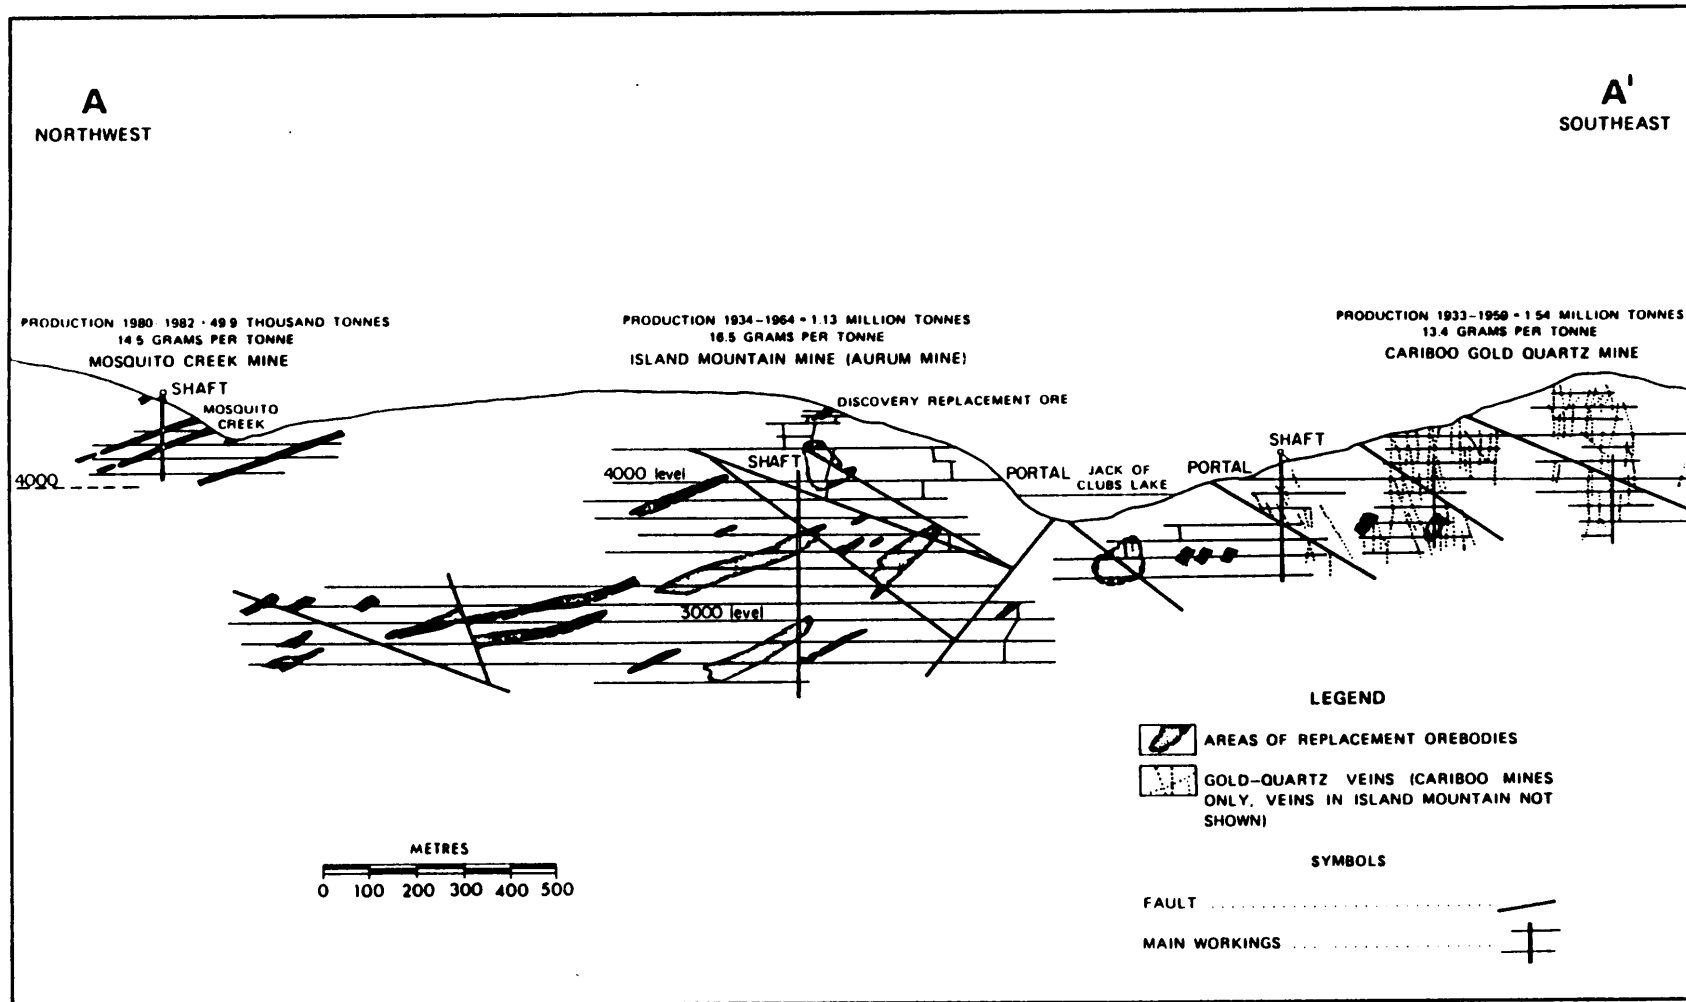 A
NORTHWEST
A'
SOUTHEAST
PRODUCTION 1980 1982 · 49 9 THOUSAND TONNES
14 5 GRAMS PER TONNE
MOSQUITO CREEK MINE
SHAFT
MOSQUITO
CREEK
4000
PRODUCTION 1934-1964 = 1.13 MILLION TONNES
16.5 GRAMS PER TONNE
ISLAND MOUNTAIN MINE (AURUM MINE)
DISCOVERY REPLACEMENT ORE
SHAFT
4000 level
3000 level
PORTAL
JACK OF
CLUBS LAKE
PORTAL
SHAFT
PRODUCTION 1933-1959 = 1 54 MILLION TONNES
13.4 GRAMS PER TONNE
CARIBOO GOLD QUARTZ MINE
LEGEND
AREAS OF REPLACEMENT OREBODIES
GOLD-QUARTZ VEINS (CARIBOO MINES
ONLY, VEINS IN ISLAND MOUNTAIN NOT
SHOWN)
SYMBOLS
FAULT
MAIN WORKINGS
METRES
0 100 200 300 400 500